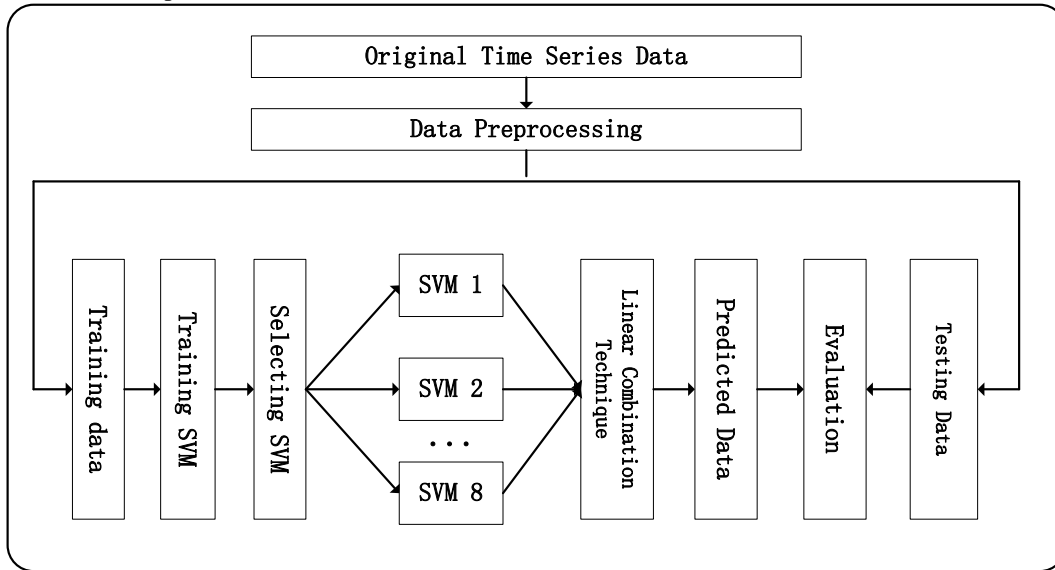 Original Time Series Data
Data Preprocessing
Training data
Training SVM
Selecting SVM
SVM 1
SVM 2
...
SVM 8
Linear Combination
Technique
Predicted Data
Evaluation
Testing Data